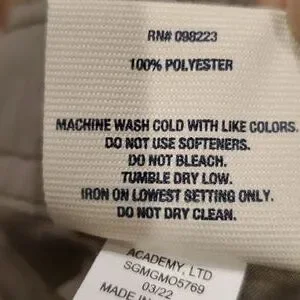 RN# 098223
100% POLYESTER
MACHINE WASH COLD WITH LIKE COLORS.
DO NOT USE SOFTENERS.
DO NOT BLEACH.
TUMBLE DRY LOW.
IRON ON LOWEST SETTING ONLY.
DO NOT DRY CLEAN.
ACADEMY, LTD
SGMGMO5769
03/22
MADE IN